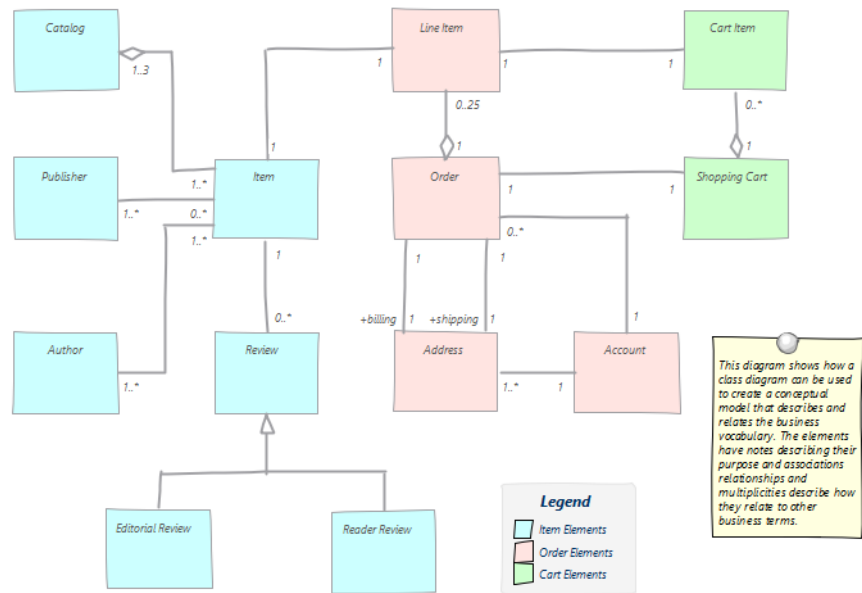 Catalog
Line Item
Cart Item
1..3
1
1
1
0..25
0..*
1
1
1
Publisher
Item
Order
Shopping Cart
1..*
1
1
1..*
0..*
0..*
1..*
1
1
1
+billing
1
+shipping
1
1
0..*
Author
Review
Address
Account
1..*
1..*
1
This diagram shows how a
class diagram can be used
to create a conceptual
model that describes and
relates the business
vocabulary. The elements
have notes describing their
purpose and associations
relationships and
multiplicities describe how
they relate to other
business terms.
Editorial Review
Reader Review
Legend
Item Elements
Order Elements
Cart Elements